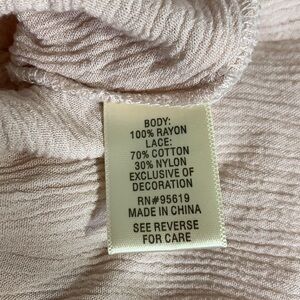 BODY:
100% RAYON
LACE:
70% COTTON
30% NYLON
EXCLUSIVE OF
DECORATION
RN#95619
MADE IN CHINA
SEE REVERSE
FOR CARE